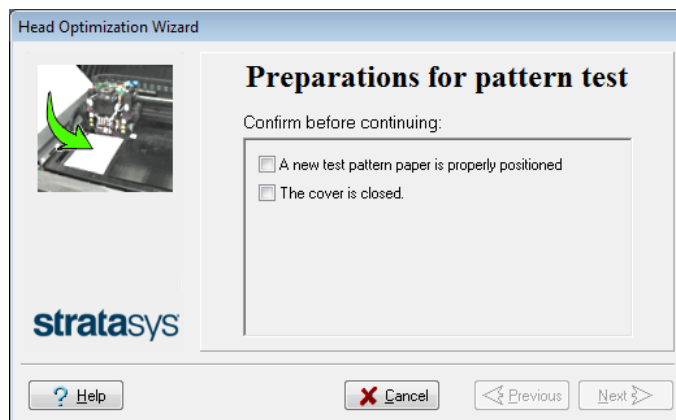 Head Optimization Wizard
Preparations for pattern test
Confirm before continuing:
A new test pattern paper is properly positioned
The cover is closed.
stratasys
? Help
Cancel
Previous
Next